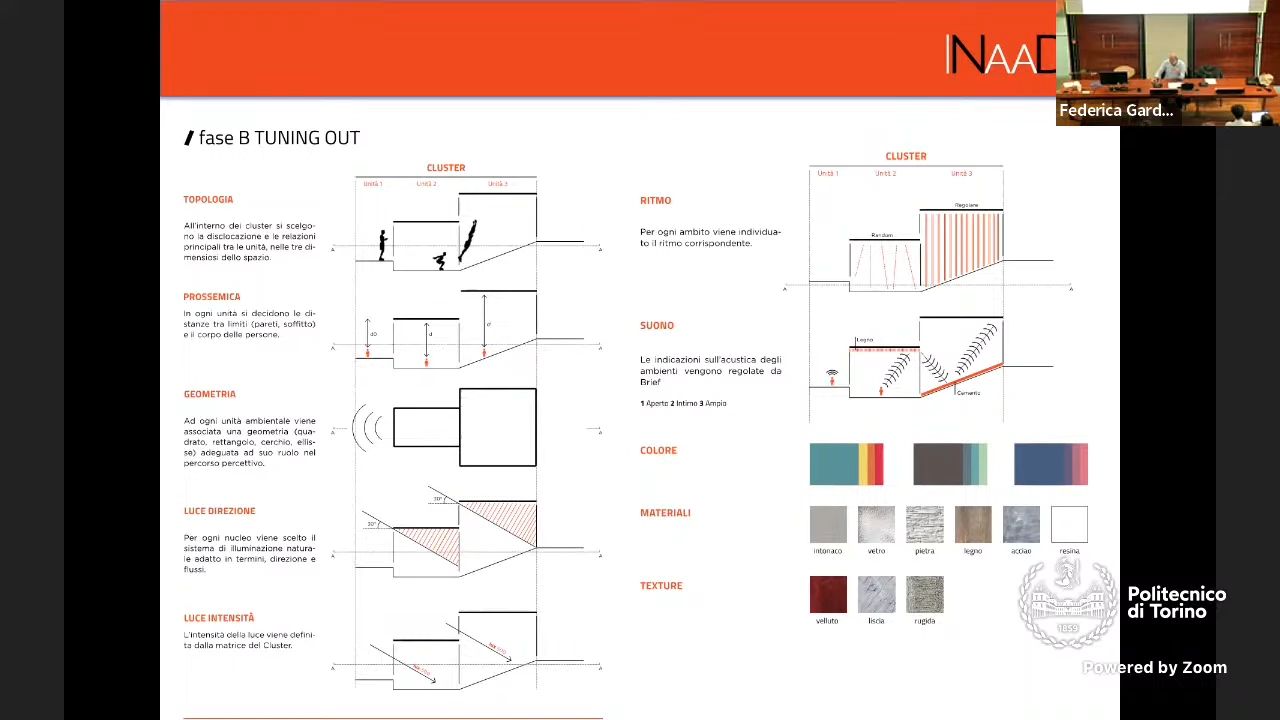 INAAD
Federica Gard...
/ fase B TUNING OUT
CLUSTER
Unità 1 Unità 2 Unità 3
TOPOLOGIA
All'interno dei cluster si scelgo-
no la dislocazione e le relazioni
principali tra le unità, nelle tre di-
mensiosi dello spazio.
A A
PROSSEMICA
In ogni unità si decidono le di-
stanze tra limiti (pareti, soffitto)
e il corpo delle persone.
d0 d d
A A
GEOMETRIA
Ad ogni unità ambientale viene
associata una geometria (qua-
drato, rettangolo, cerchio, ellis-
se) adeguata ad suo ruolo nel
percorso percettivo.
A A
LUCE DIREZIONE
Per ogni nucleo viene scelto il
sistema di illuminazione natura-
le adatto in termini, direzione e
flussi.
30° 30°
A A
LUCE INTENSITÀ
L'intensità della luce viene defini-
ta dalla matrice del Cluster.
A A
CLUSTER
Unità 1 Unità 2 Unità 3
RITMO
Per ogni ambito viene individua-
to il ritmo corrispondente.
Random
Regolare
A A
SUONO
Le indicazioni sull'acustica degli
ambienti vengono regolate da
Brief
1 Aperto 2 Intimo 3 Ampio
Legno
Cemento
COLORE
MATERIALI
intonaco vetro pietra legno acciao resina
TEXTURE
velluto liscia rugida
1859
Politecnico
di Torino
Powered by Zoom